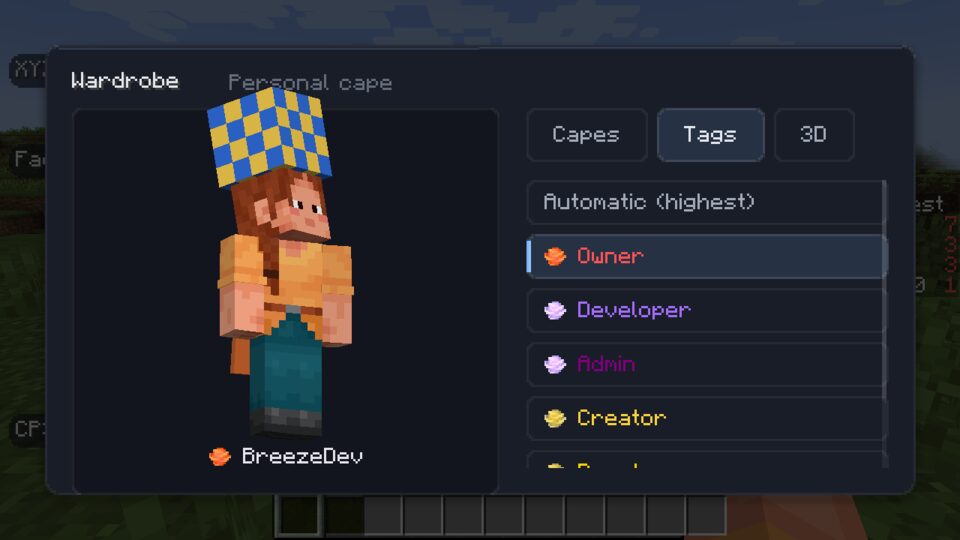 Wardrobe
Personal cape
Capes
Tags
3D
Automatic (highest)
Owner
Developer
Admin
Creator
BreezeDev